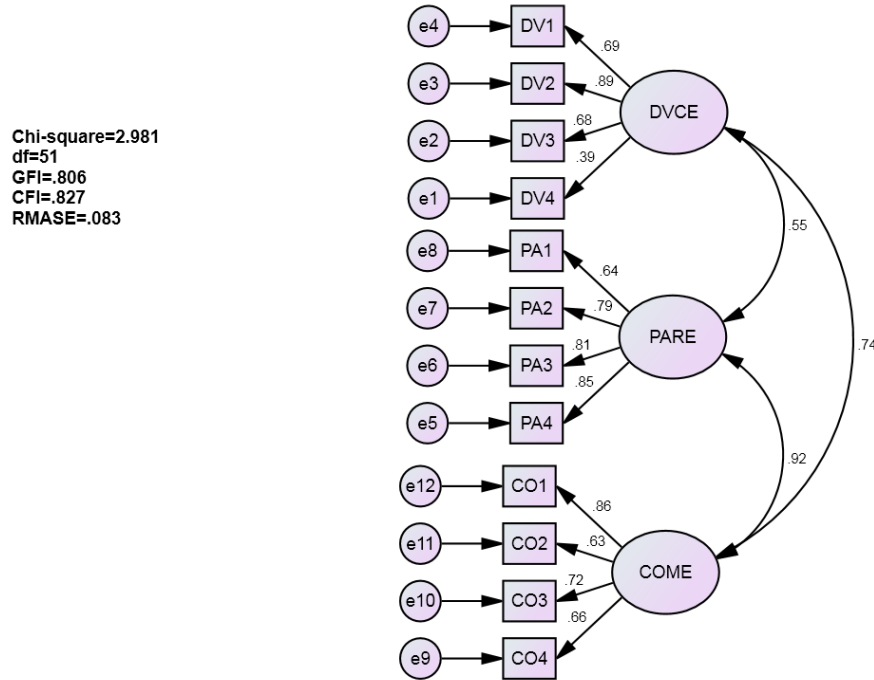 Chi-square=2.981
df=51
GFI=.806
CFI=.827
RMASE=.083
e4 DV1 .69
e3 DV2 .89
DVCE
e2 DV3 .68
.39
e1 DV4
.55
e8 PA1 .64
e7 PA2 .79
PARE
.74
e6 PA3 .81
.85
e5 PA4
.92
e12 CO1 .86
e11 CO2 .63
COME
e10 CO3 .72
.66
e9 CO4